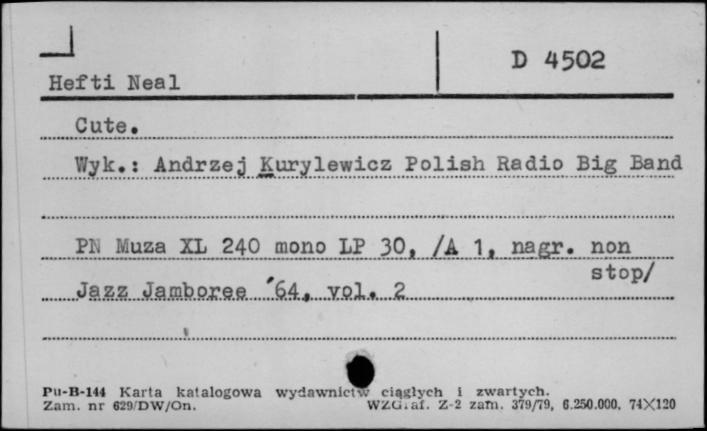 D 4502
Hefti Neal
Cute.
Wyk.: Andrzej Kurylewicz Polish Radio Big Band
PN Muza XL 240 mono LP 30, /A 1, nagr. non
stop/
Jazz Jamboree '64, vol. 2
Pu-B-144 Karta katalogowa wydawnictw ciągłych i zwartych.
Zam. nr 629/DW/On. WZGraf. Z-2 zam. 379/79, 6.250.000, 74×120